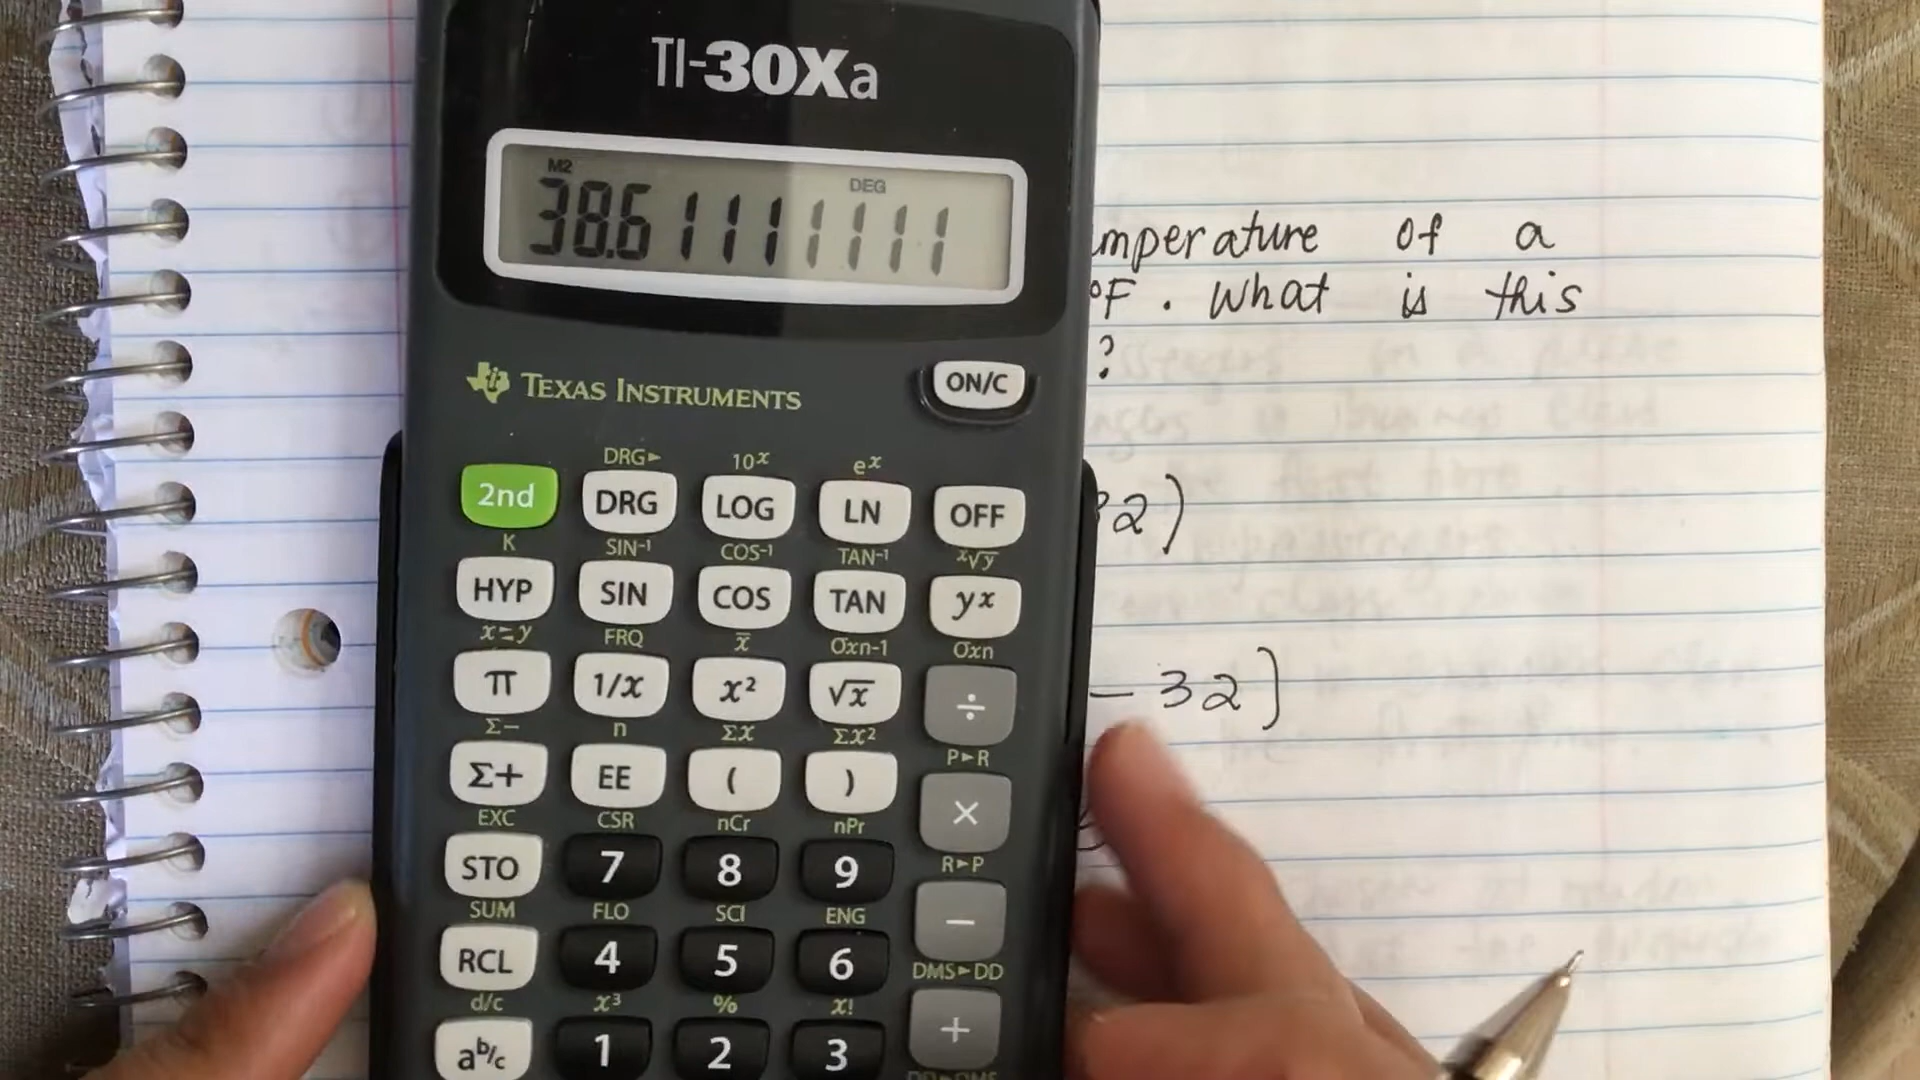 TI-30Xa
M2 DEG
38.61111111
mperature of a
°F. What is this
?
TEXAS INSTRUMENTS
ON/C
DRG► 10ˣ eˣ
2nd DRG LOG LN OFF
32)
K SIN⁻¹ COS⁻¹ TAN⁻¹ ˣ√y
HYP SIN COS TAN yˣ
x⇆y FRQ x̄ σxn-1 σxn
π 1/x x² √x ÷
– 32)
Σ− n Σx Σx² P►R
Σ+ EE ( ) ×
EXC CSR nCr nPr R►P
STO 7 8 9 −
SUM FLO SCI ENG
RCL 4 5 6 DMS►DD
d/c x³ % x! +
ab/c 1 2 3